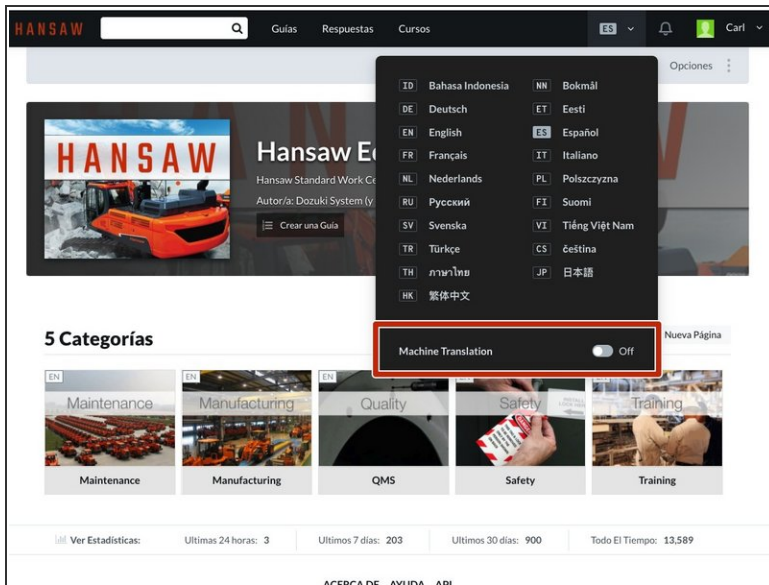 HANSAW
Guías Respuestas Cursos ES Carl
Opciones
ID Bahasa Indonesia NN Bokmål
DE Deutsch ET Eesti
EN English ES Español
FR Français IT Italiano
NL Nederlands PL Polszczyzna
RU Русский FI Suomi
SV Svenska VI Tiếng Việt Nam
TR Türkçe CS čeština
TH ภาษาไทย JP 日本語
HK 繁体中文
Machine Translation Off
HANSAW
Hansaw
Hansaw Standard Work
Autor/a: Dozuki System (y
Crear una Guía
5 Categorías
Nueva Página
EN EN EN
Maintenance Manufacturing Quality Safety Training
Maintenance Manufacturing QMS Safety Training
Ver Estadísticas: Ultimas 24 horas: 3 Ultimos 7 días: 203 Ultimos 30 días: 900 Todo El Tiempo: 13,589
ACERCA DE AYUDA API